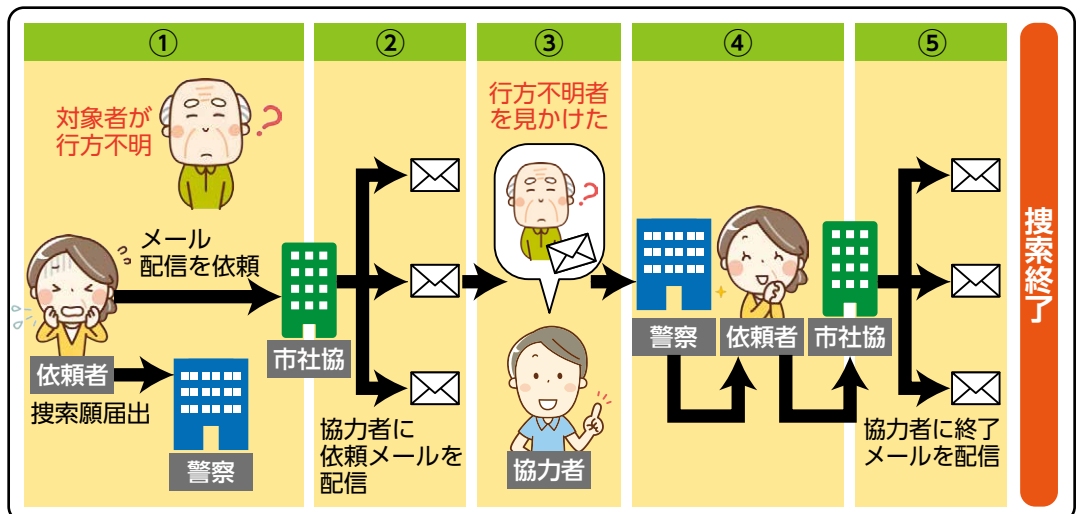 ①
対象者が
行方不明
メール
配信を依頼
依頼者
市社協
捜索願届出
警察
②
協力者に
依頼メールを
配信
③
行方不明者
を見かけた
協力者
④
警察
依頼者
市社協
⑤
協力者に終了
メールを配信
捜索終了